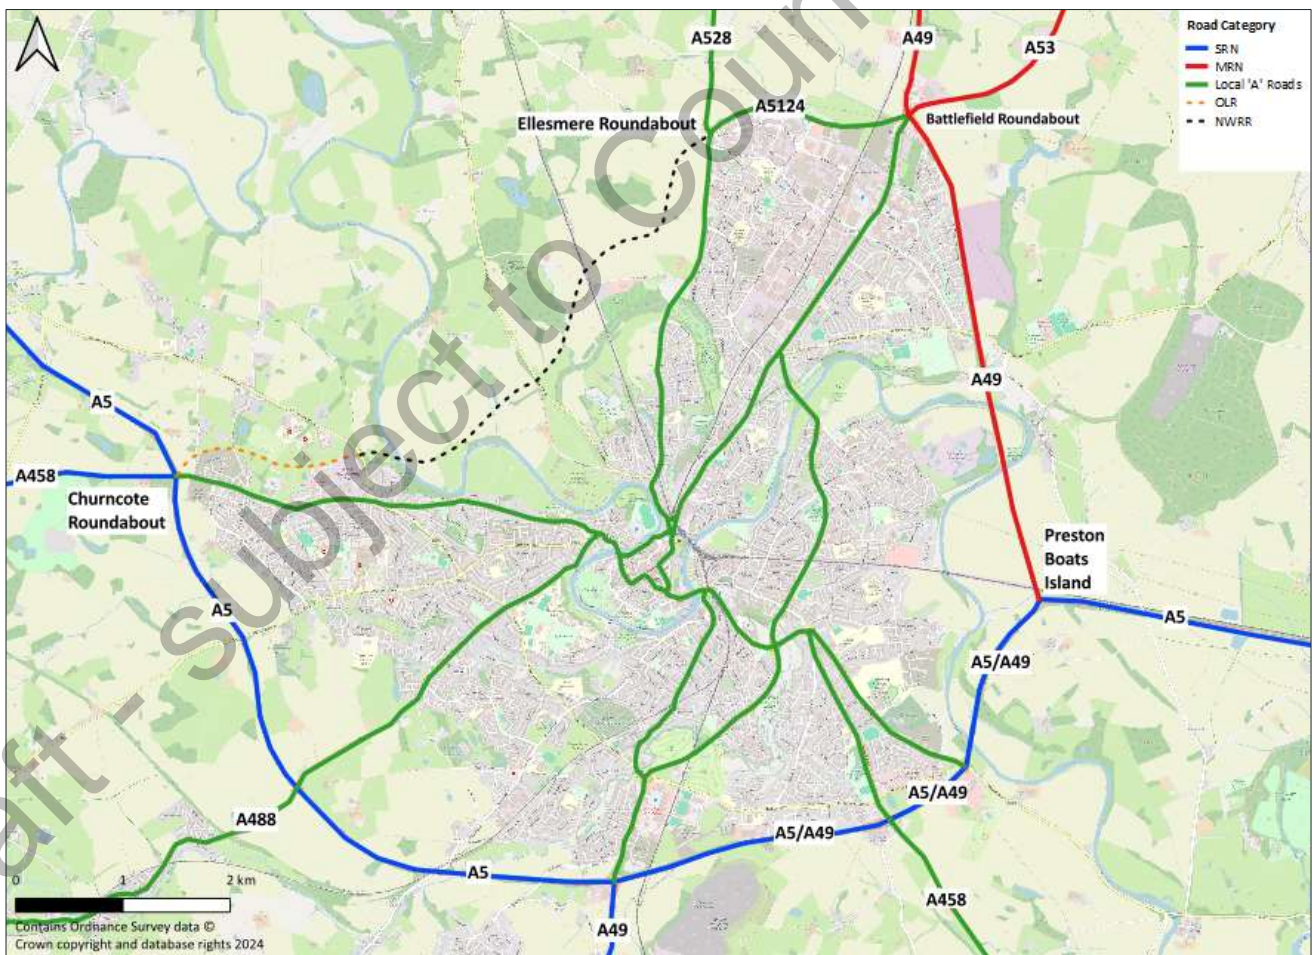 A528
A49
A53
Road Category
SRN
MRN
Local 'A' Roads
OLR
NWRR
A5124
Ellesmere Roundabout
Battlefield Roundabout
A49
A5
A458
Churncote
Roundabout
Preston
Boats
Island
A5
A5
A5/A49
A5/A49
A5/A49
A488
A5
A458
A49
0 1 2 km
Contains Ordnance Survey data ©
Crown copyright and database rights 2024
aft - subject to Coun